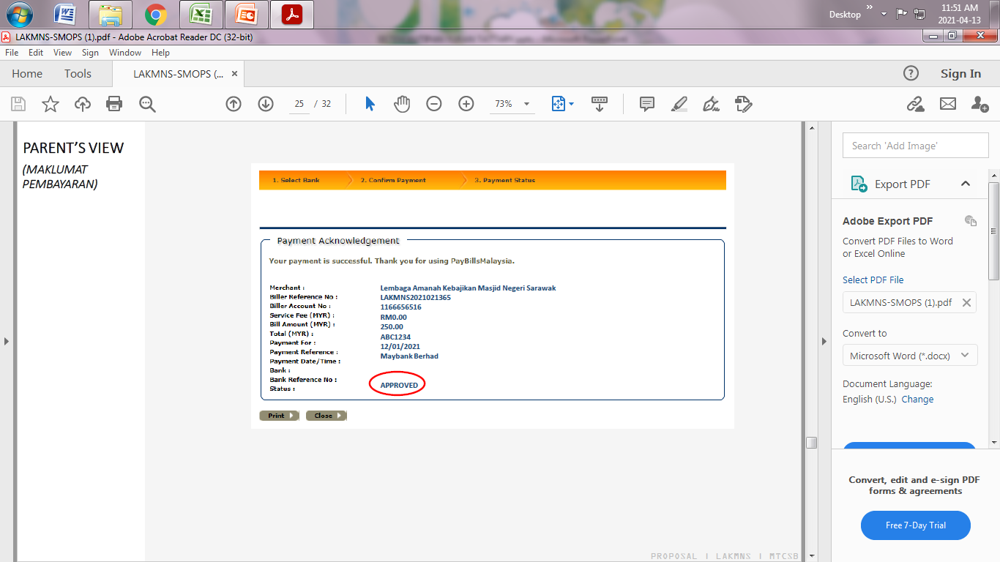 11:51 AM
Desktop
2021-04-13
LAKMNS-SMOPS (1).pdf - Adobe Acrobat Reader DC (32-bit)
File Edit View Sign Window Help
Home Tools LAKMNS-SMOPS (... × ? Sign In
25 / 32 73%
PARENT'S VIEW
(MAKLUMAT
PEMBAYARAN)
1. Select Bank 2. Confirm Payment 3. Payment Status
Payment Acknowledgement
Your payment is successful. Thank you for using PayBillsMalaysia.
Merchant : Lembaga Amanah Kebajikan Masjid Negeri Sarawak
Biller Reference No : LAKMNS2021021365
Biller Account No : 1166656516
Service Fee (MYR) : RM0.00
Bill Amount (MYR) : 250.00
Total (MYR) : ABC1234
Payment For : 12/01/2021
Payment Reference : Maybank Berhad
Payment Date/Time :
Bank :
Bank Reference No :
Status : APPROVED
Print Close
PROPOSAL | LAKMNS | MTCSB
Search 'Add Image'
Export PDF
Adobe Export PDF
Convert PDF Files to Word
or Excel Online
Select PDF File
LAKMNS-SMOPS (1).pdf
Convert to
Microsoft Word (*.docx)
Document Language:
English (U.S.) Change
Convert, edit and e-sign PDF
forms & agreements
Free 7-Day Trial